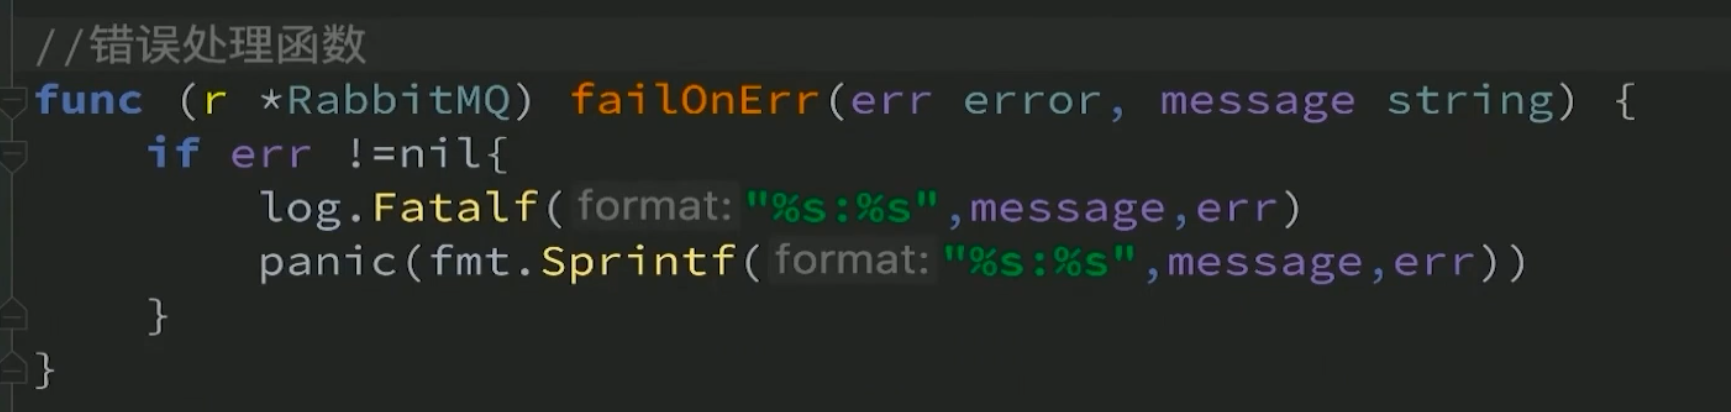 //错误处理函数
func (r *RabbitMQ) failOnErr(err error, message string) {
    if err !=nil{
        log.Fatalf( format: "%s:%s",message,err)
        panic(fmt.Sprintf( format: "%s:%s",message,err))
    }
}